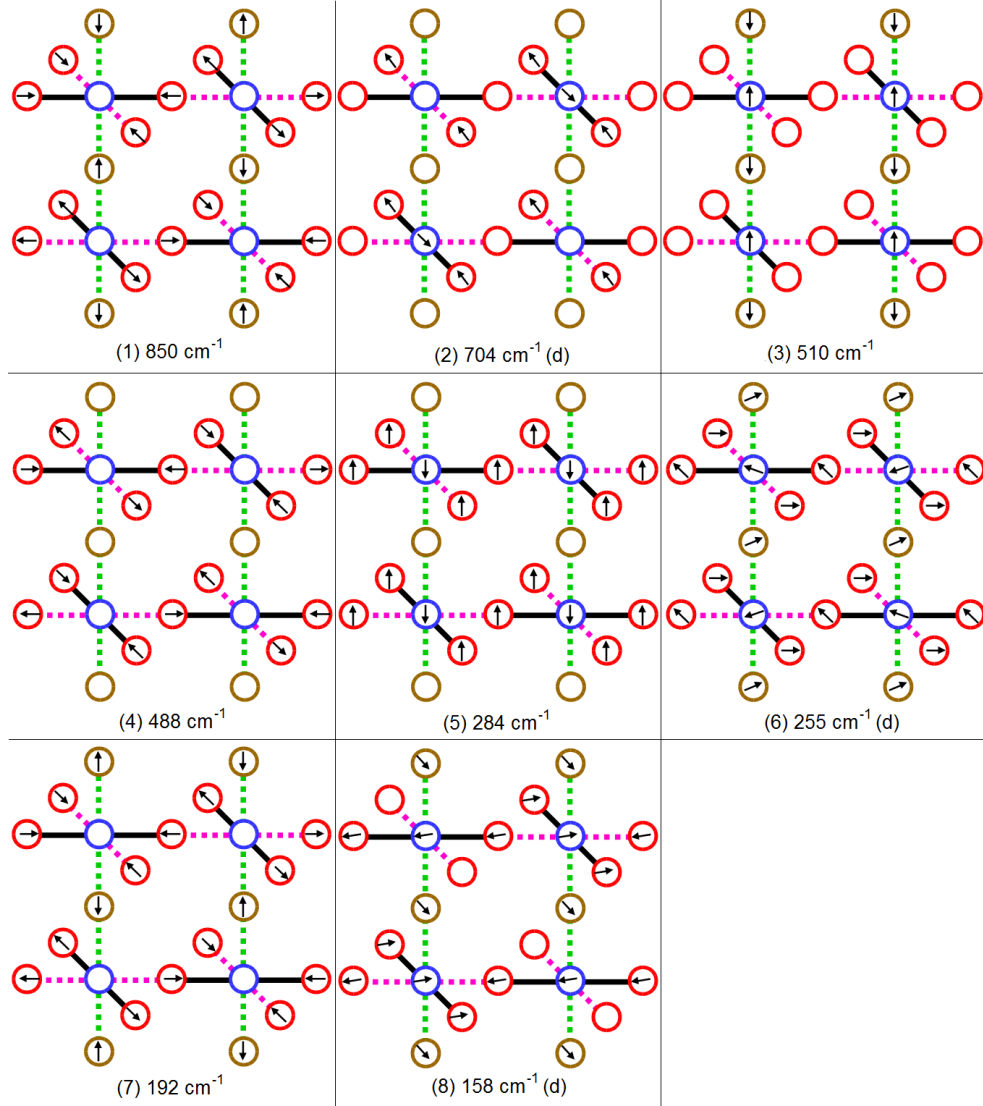 (1) 850 cm⁻¹
(2) 704 cm⁻¹ (d)
(3) 510 cm⁻¹
(4) 488 cm⁻¹
(5) 284 cm⁻¹
(6) 255 cm⁻¹ (d)
(7) 192 cm⁻¹
(8) 158 cm⁻¹ (d)